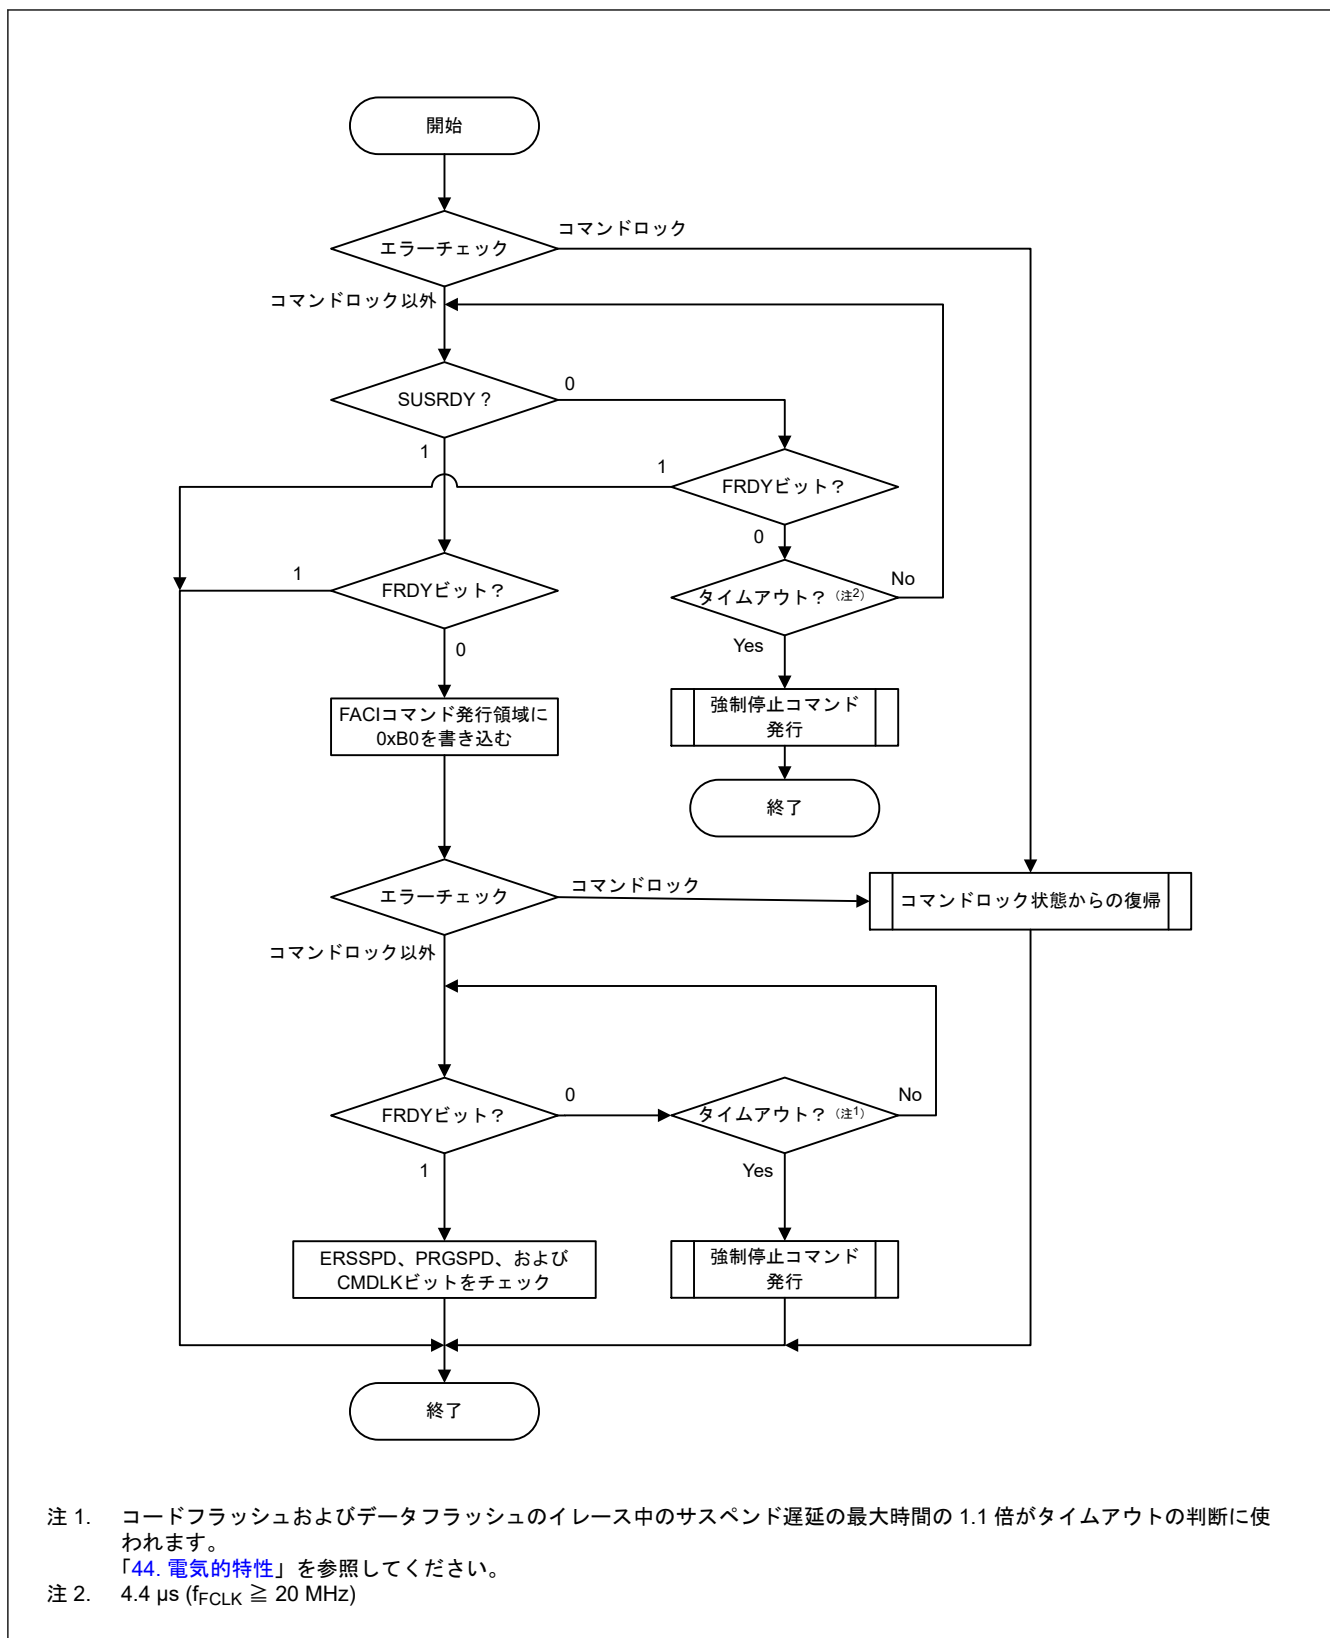 開始
エラーチェック
コマンドロック
コマンドロック以外
SUSRDY ?
0
1
FRDYビット？
1
0
FRDYビット？
1
0
タイムアウト？（注2）
No
Yes
強制停止コマンド
発行
終了
FACIコマンド発行領域に
0xB0を書き込む
エラーチェック
コマンドロック
コマンドロック状態からの復帰
コマンドロック以外
FRDYビット？
0
タイムアウト？（注1）
No
1
Yes
ERSSPD、PRGSPD、および
CMDLKビットをチェック
強制停止コマンド
発行
終了
注 1. コードフラッシュおよびデータフラッシュのイレース中のサスペンド遅延の最大時間の 1.1 倍がタイムアウトの判断に使
われます。
「44. 電気的特性」を参照してください。
注 2. 4.4 µs (fFCLK ≧ 20 MHz)